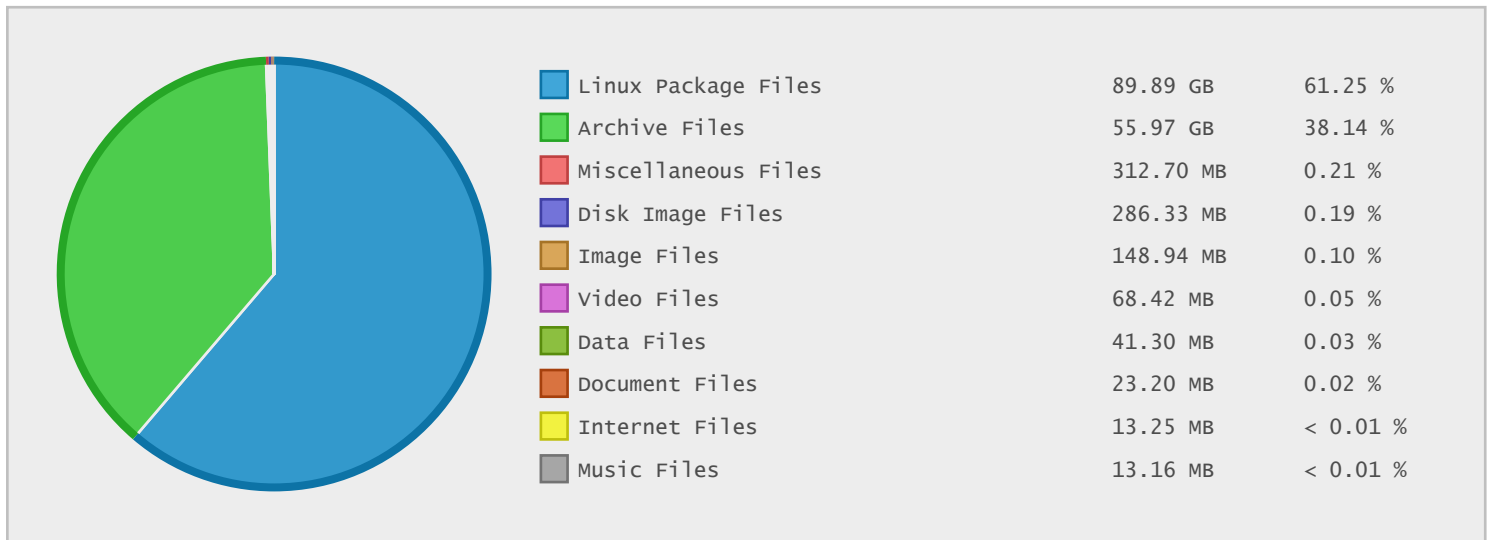 Linux Package Files 89.89 GB 61.25 %
Archive Files 55.97 GB 38.14 %
Miscellaneous Files 312.70 MB 0.21 %
Disk Image Files 286.33 MB 0.19 %
Image Files 148.94 MB 0.10 %
Video Files 68.42 MB 0.05 %
Data Files 41.30 MB 0.03 %
Document Files 23.20 MB 0.02 %
Internet Files 13.25 MB < 0.01 %
Music Files 13.16 MB < 0.01 %